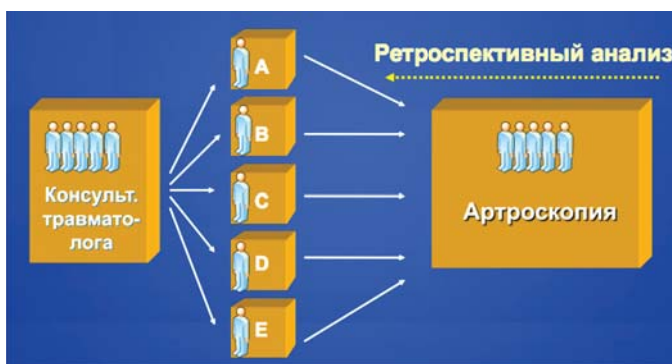 Ретроспективный анализ
A
B
C
D
E
Консульт.
травмато-
лога
Артроскопия